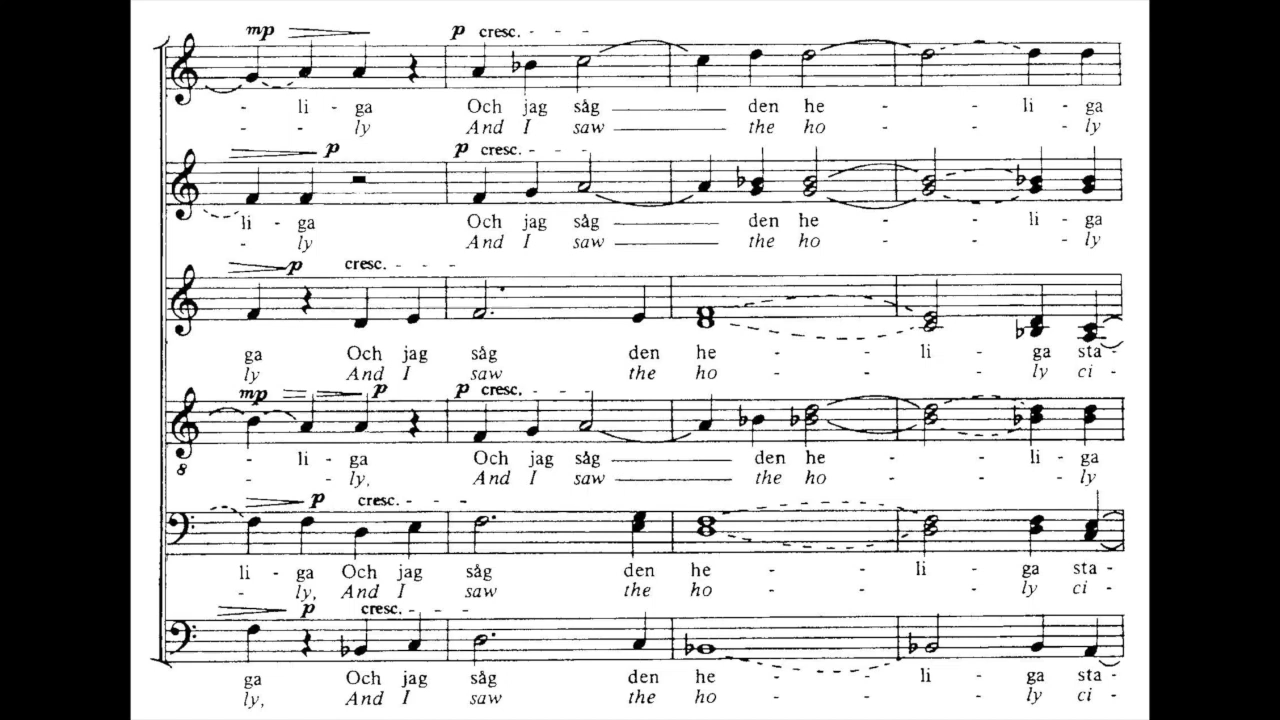 mp p cresc. - - -
- li - ga Och jag såg den he - - li - ga
- - ly And I saw the ho - - - ly
p p cresc. - - -
li - ga Och jag såg den he - - li - ga
- ly And I saw the ho - - - ly
p cresc. - - -
ga Och jag såg den he - - li - ga sta -
ly And I saw the ho - - - ly ci -
mp p p cresc. - - -
8
- li - ga Och jag såg den he - - li - ga
- - ly, And I saw the ho - - - ly
p cresc. - - -
li - ga Och jag såg den he - - li - ga sta -
- ly, And I saw the ho - - - ly ci -
p cresc. - - -
ga Och jag såg den he - - li - ga sta -
ly, And I saw the ho - - - ly ci -